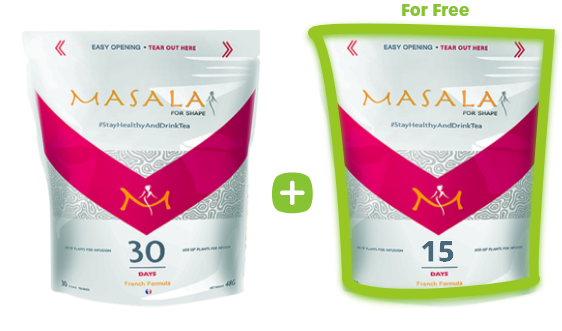 For Free
EASY OPENING • TEAR OUT HERE
MASALA
FOR SHAPE
#StayHealthyAndDrinkTea
30
DAYS
French Formula
+
EASY OPENING • TEAR OUT HERE
MASALA
FOR SHAPE
#StayHealthyAndDrinkTea
15
DAYS
French Formula